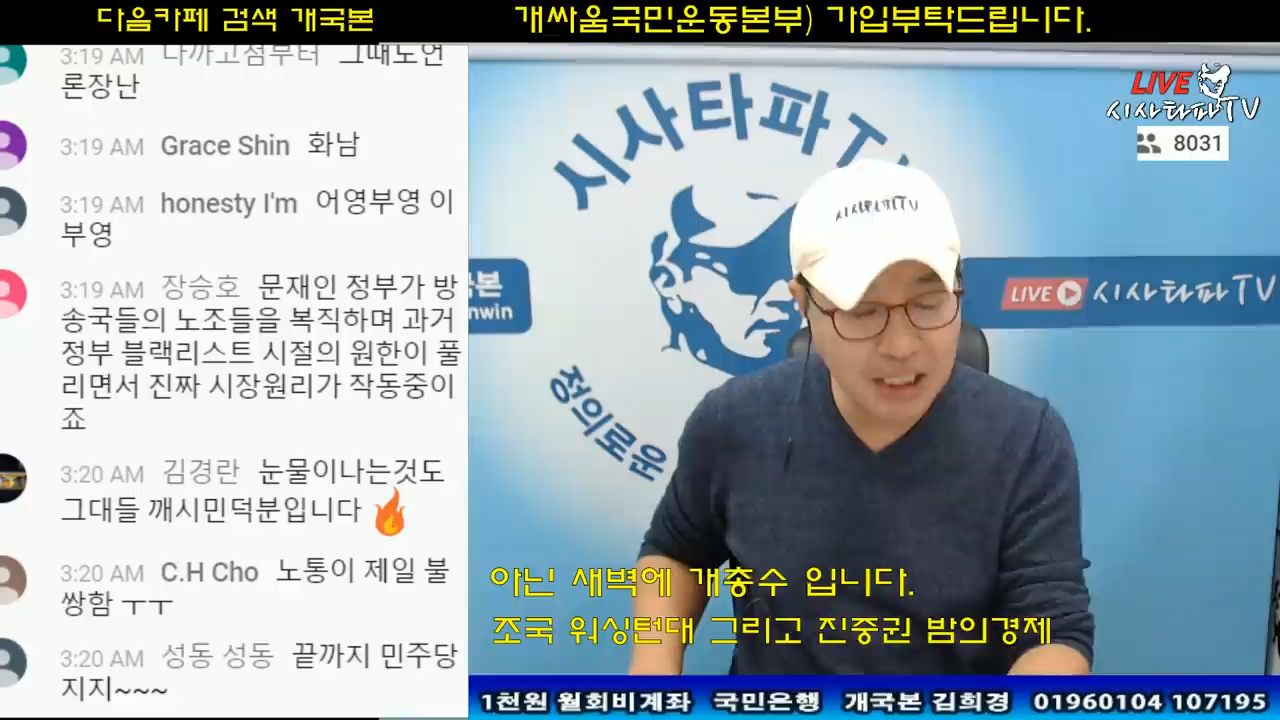 다음카페 검색 개국본
개싸움국민운동본부) 가입부탁드립니다.
3:19 AM 나까고점부터 그때도언
론장난
3:19 AM Grace Shin 화남
3:19 AM honesty I'm 어영부영 이
부영
3:19 AM 장승호 문재인 정부가 방
송국들의 노조들을 복직하며 과거
정부 블랙리스트 시절의 원한이 풀
리면서 진짜 시장원리가 작동중이
죠
3:20 AM 김경란 눈물이나는것도
그대들 깨시민덕분입니다
3:20 AM C.H Cho 노통이 제일 불
쌍함 ㅜㅜ
3:20 AM 성동 성동 끝까지 민주당
지지~~~
LIVE
시사타파TV
8031
시사타파TV
시사타파TV
LIVE 시사타파TV
정의로운
아닌 새벽에 개총수 입니다.
조국 워싱턴대 그리고 진중권 밤의경제
1천원 월회비계좌 국민은행 개국본 김희경 01960104 107195